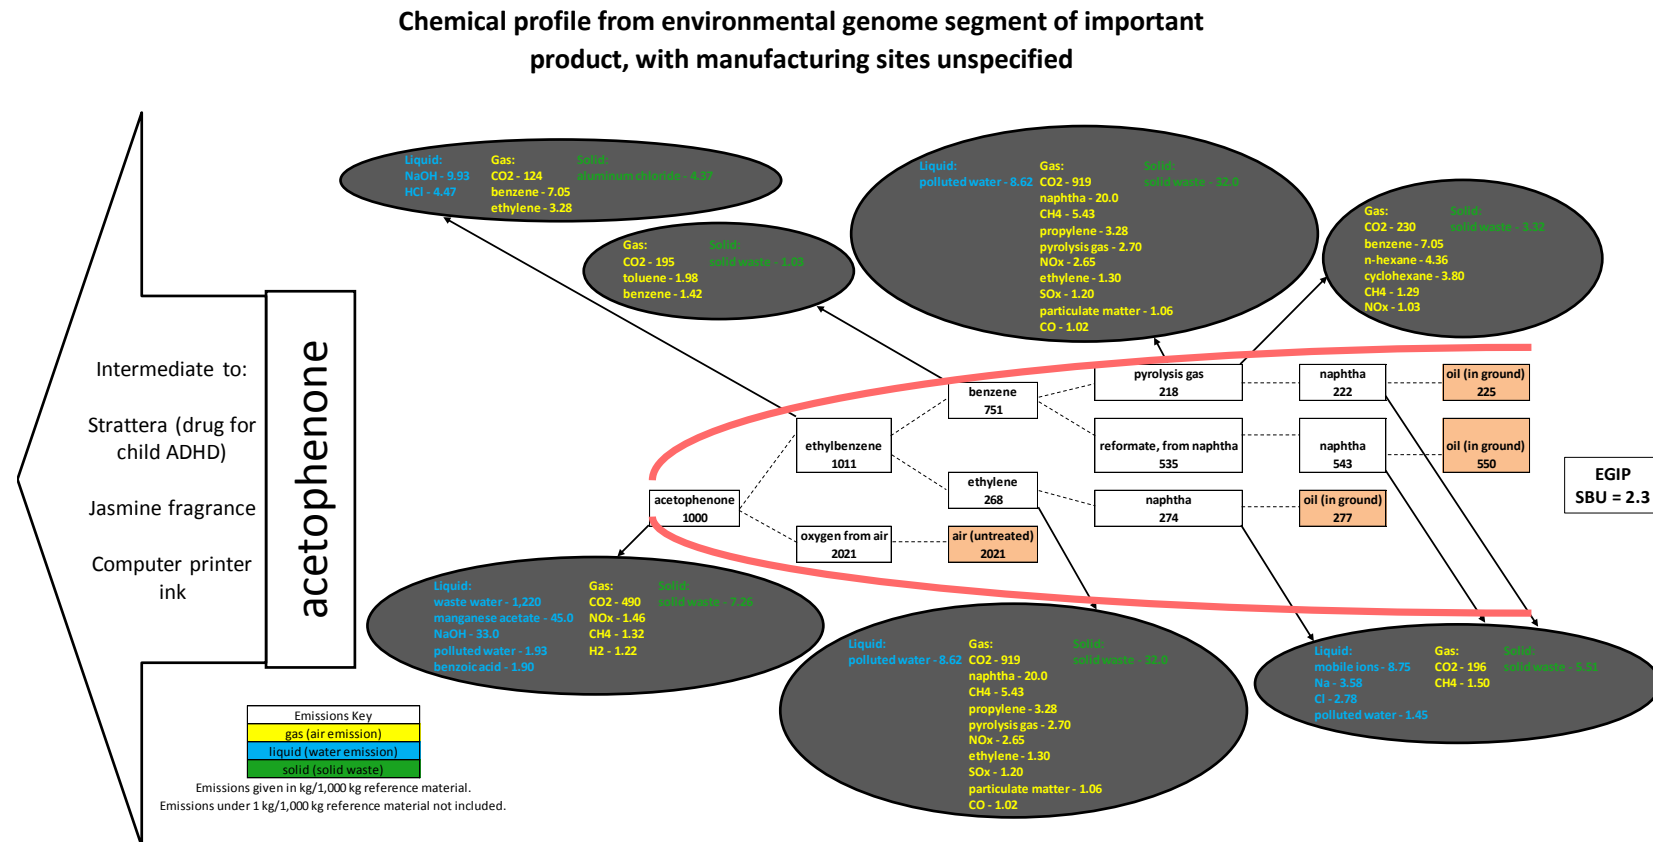 Chemical profile from environmental genome segment of important
product, with manufacturing sites unspecified
Liquid:
NaOH - 9.93
HCl - 4.47
Gas:
CO2 - 124
benzene - 7.05
ethylene - 3.28
Solid:
aluminum chloride - 4.37
Gas:
CO2 - 195
toluene - 1.98
benzene - 1.42
Solid:
solid waste - 1.03
Liquid:
polluted water - 8.62
Gas:
CO2 - 919
naphtha - 20.0
CH4 - 5.43
propylene - 3.28
pyrolysis gas - 2.70
NOx - 2.65
ethylene - 1.30
SOx - 1.20
particulate matter - 1.06
CO - 1.02
Solid:
solid waste - 32.0
Gas:
CO2 - 230
benzene - 7.05
n-hexane - 4.36
cyclohexane - 3.80
CH4 - 1.29
NOx - 1.03
Solid:
solid waste - 3.32
Intermediate to:
Strattera (drug for
child ADHD)
Jasmine fragrance
Computer printer
ink
acetophenone
acetophenone
1000
ethylbenzene
1011
oxygen from air
2021
benzene
751
ethylene
268
air (untreated)
2021
pyrolysis gas
218
reformate, from naphtha
535
naphtha
274
naphtha
222
naphtha
543
oil (in ground)
277
oil (in ground)
225
oil (in ground)
550
EGIP
SBU = 2.3
Liquid:
waste water - 1,220
manganese acetate - 45.0
NaOH - 33.0
polluted water - 1.93
benzoic acid - 1.90
Gas:
CO2 - 490
NOx - 1.46
CH4 - 1.32
H2 - 1.22
Solid:
solid waste - 7.26
Liquid:
polluted water - 8.62
Gas:
CO2 - 919
naphtha - 20.0
CH4 - 5.43
propylene - 3.28
pyrolysis gas - 2.70
NOx - 2.65
ethylene - 1.30
SOx - 1.20
particulate matter - 1.06
CO - 1.02
Solid:
solid waste - 32.0
Liquid:
mobile ions - 8.75
Na - 3.58
Cl - 2.78
polluted water - 1.45
Gas:
CO2 - 196
CH4 - 1.50
Solid:
solid waste - 5.51
Emissions Key
gas (air emission)
liquid (water emission)
solid (solid waste)
Emissions given in kg/1,000 kg reference material.
Emissions under 1 kg/1,000 kg reference material not included.